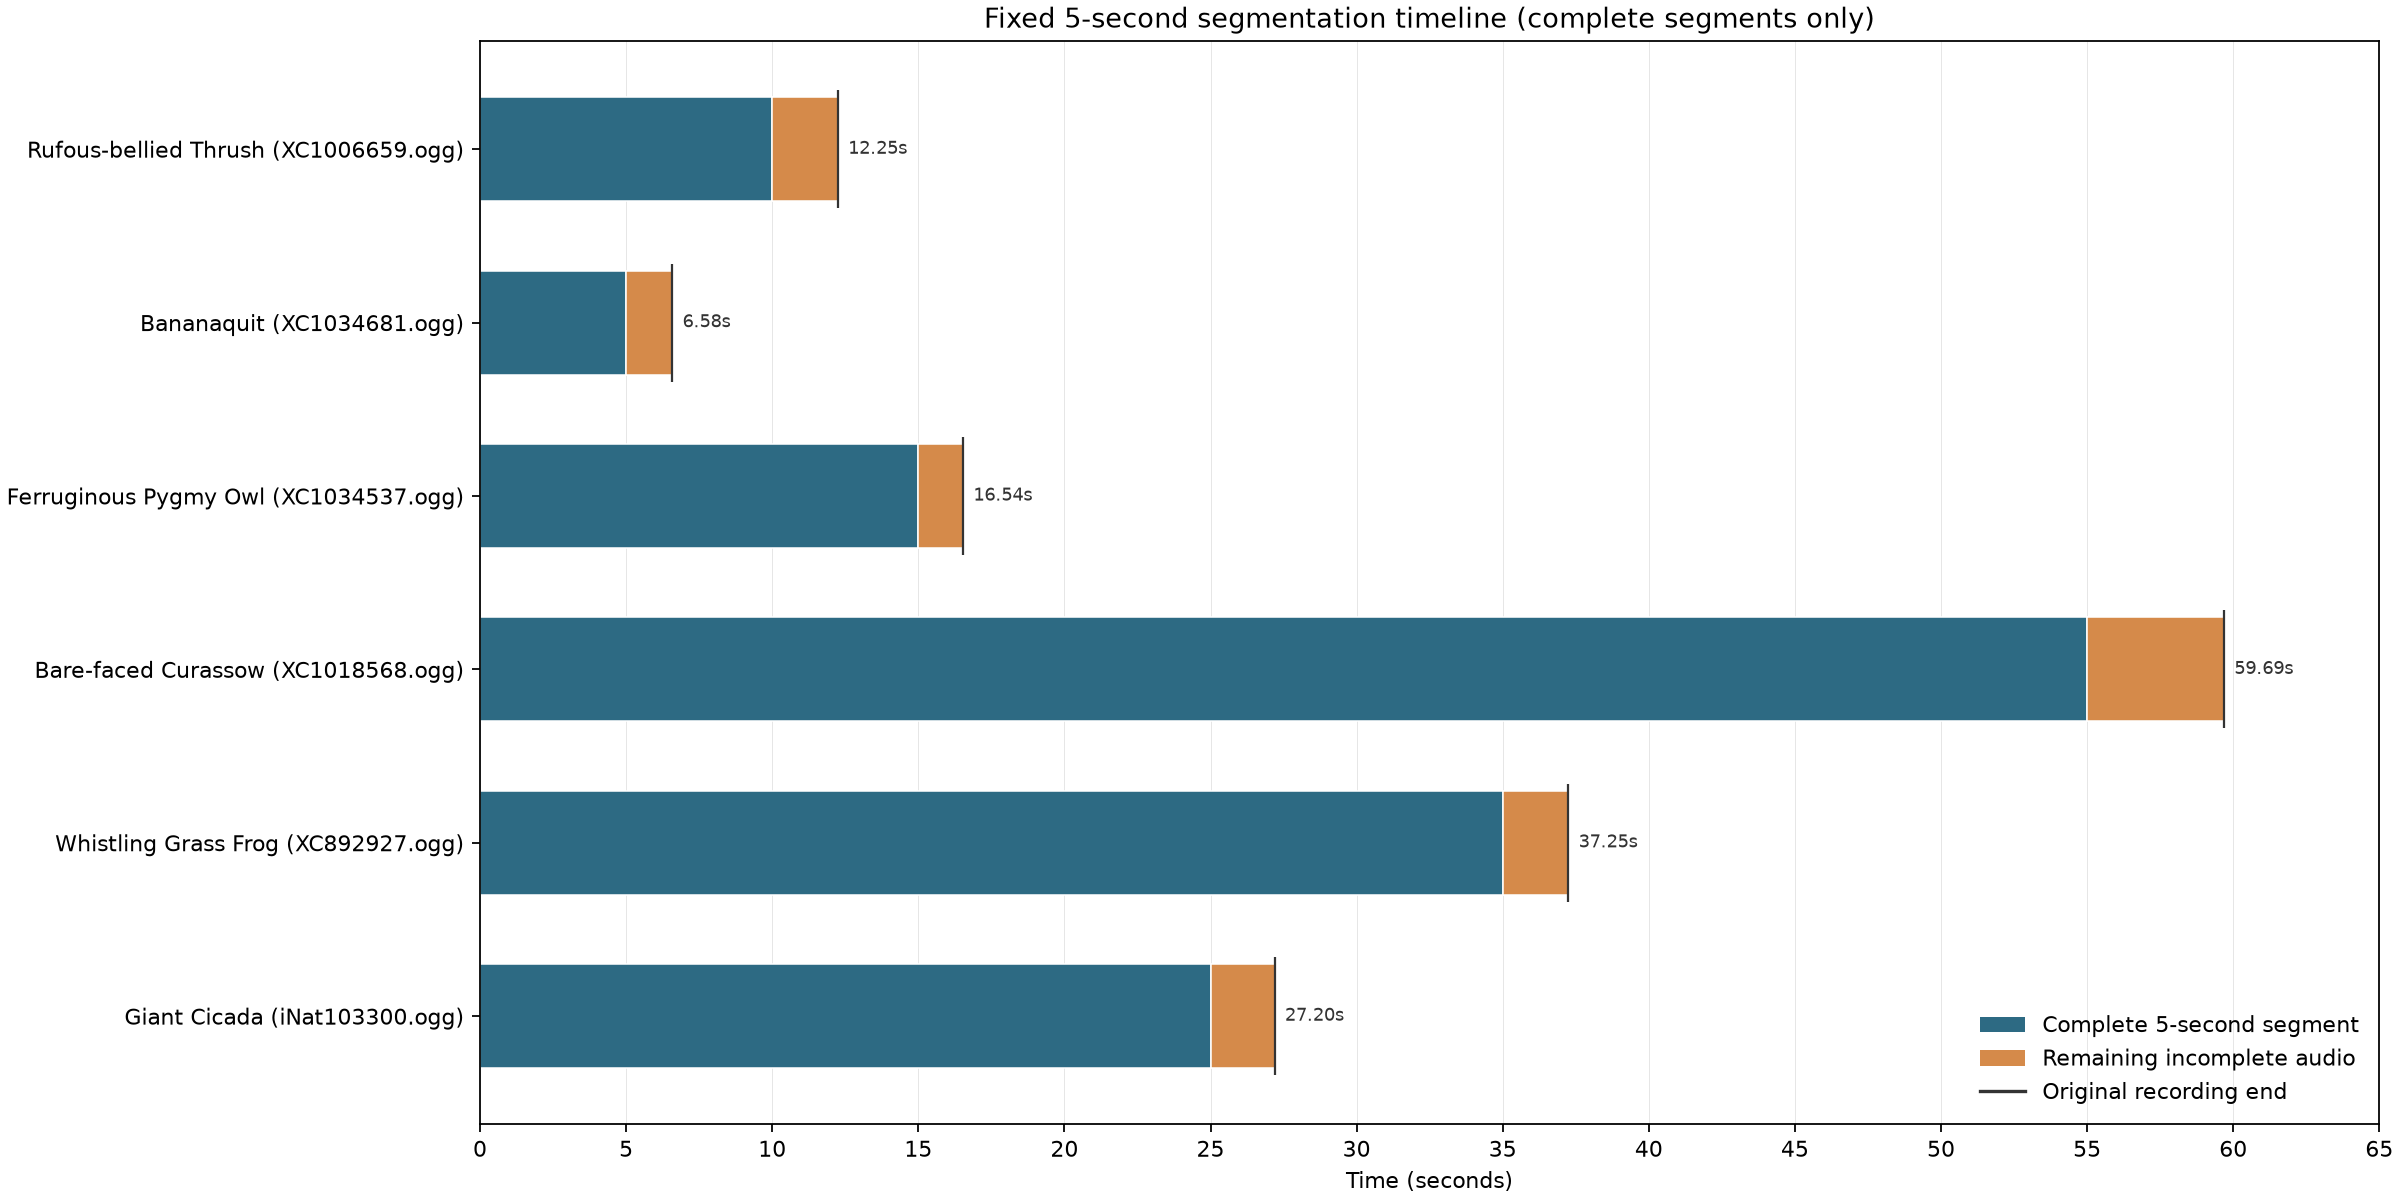 Fixed 5-second segmentation timeline (complete segments only)
Rufous-bellied Thrush (XC1006659.ogg)
12.25s
Bananaquit (XC1034681.ogg)
6.58s
Ferruginous Pygmy Owl (XC1034537.ogg)
16.54s
Bare-faced Curassow (XC1018568.ogg)
59.69s
Whistling Grass Frog (XC892927.ogg)
37.25s
Giant Cicada (iNat103300.ogg)
27.20s
Complete 5-second segment
Remaining incomplete audio
Original recording end
0 5 10 15 20 25 30 35 40 45 50 55 60 65
Time (seconds)